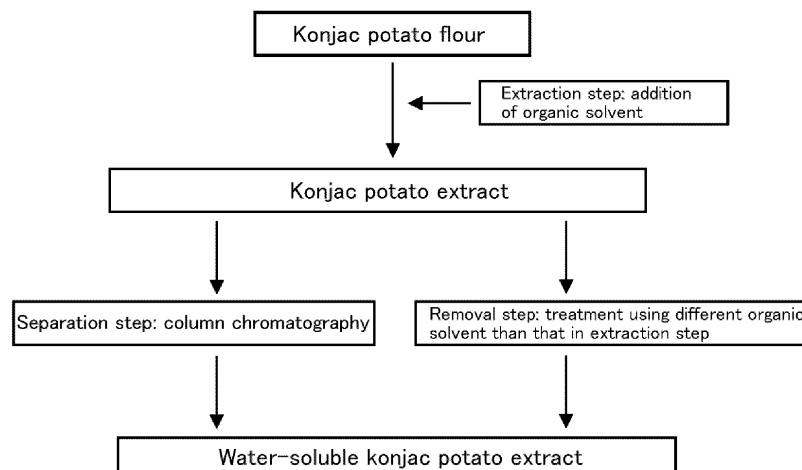 Konjac potato flour
Extraction step: addition
of organic solvent
Konjac potato extract
Separation step: column chromatography
Removal step: treatment using different organic
solvent than that in extraction step
Water-soluble konjac potato extract